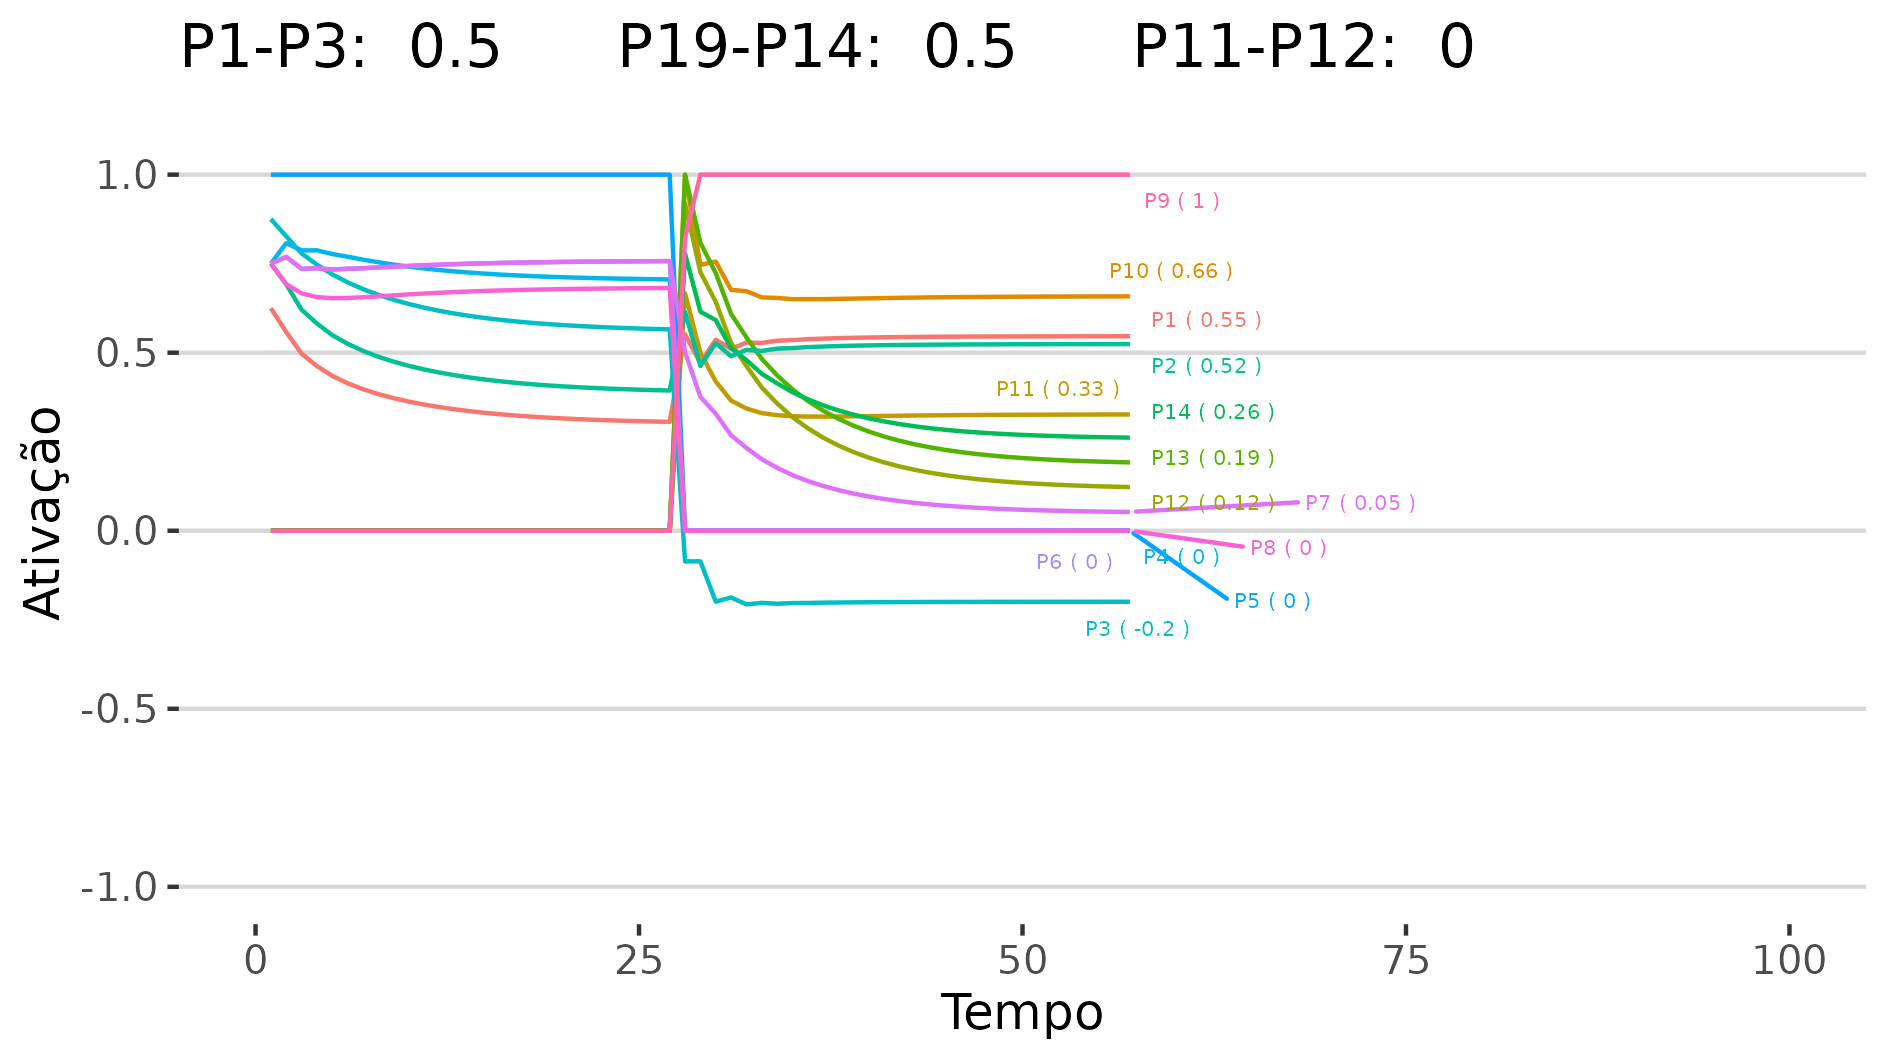 P1-P3: 0.5 P19-P14: 0.5 P11-P12: 0
1.0
0.5
0.0
-0.5
-1.0
Ativação
P9 ( 1 )
P10 ( 0.66 )
P1 ( 0.55 )
P2 ( 0.52 )
P11 ( 0.33 )
P14 ( 0.26 )
P13 ( 0.19 )
P12 ( 0.12 )
P7 ( 0.05 )
P8 ( 0 )
P4 ( 0 )
P6 ( 0 )
P5 ( 0 )
P3 ( -0.2 )
0 25 50 75 100
Tempo